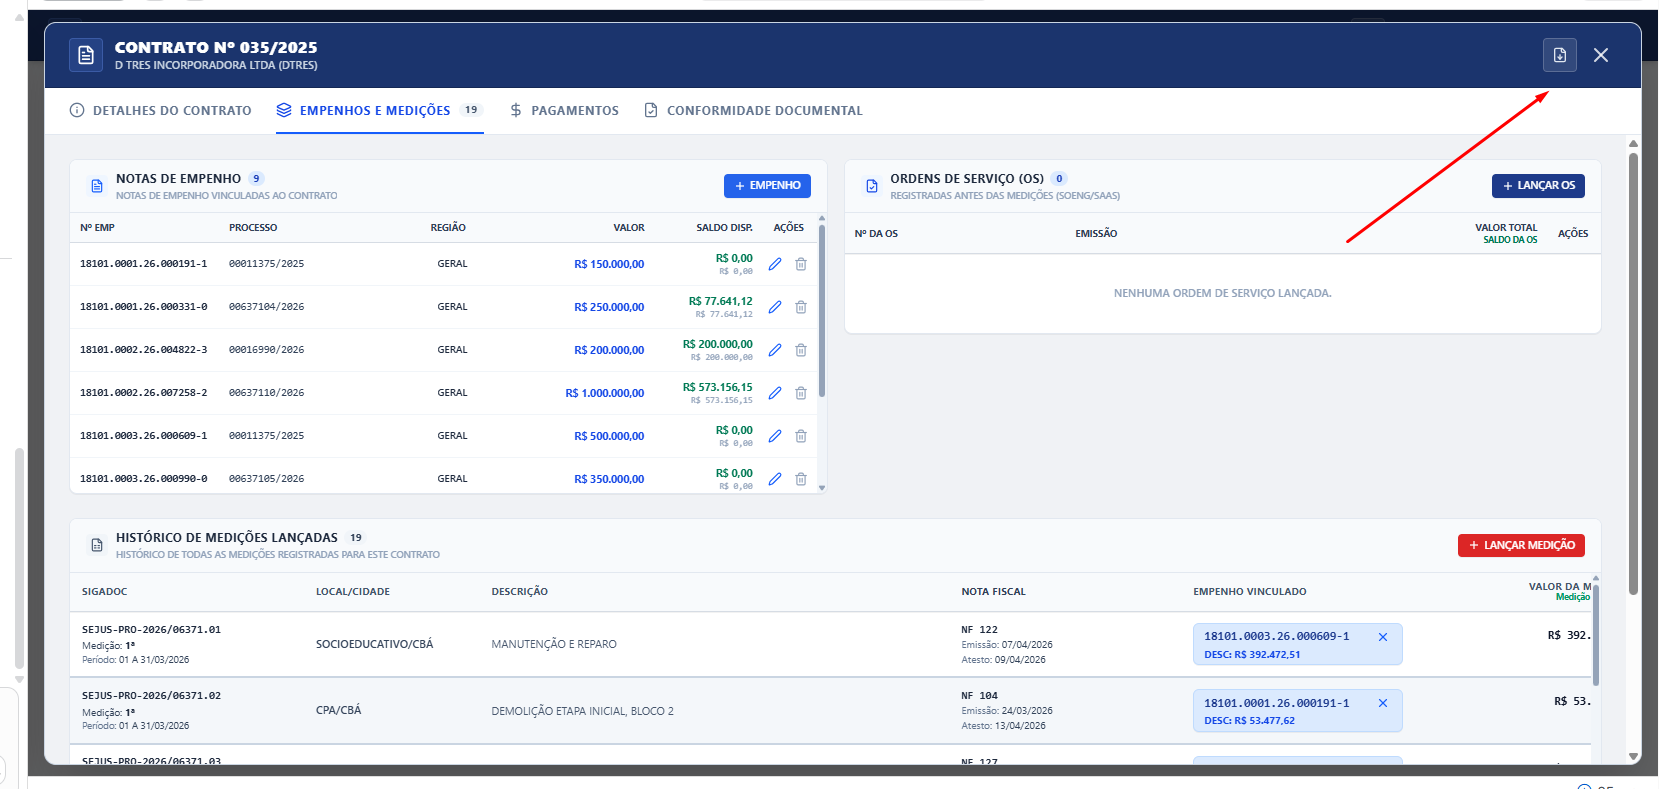 CONTRATO Nº 035/2025
D TRES INCORPORADORA LTDA (DTRES)
DETALHES DO CONTRATO
EMPENHOS E MEDIÇÕES 19
PAGAMENTOS
CONFORMIDADE DOCUMENTAL
NOTAS DE EMPENHO 9
NOTAS DE EMPENHO VINCULADAS AO CONTRATO
+ EMPENHO
Nº EMP PROCESSO REGIÃO VALOR SALDO DISP. AÇÕES
18101.0001.26.000191-1 00011375/2025 GERAL R$ 150.000,00 R$ 0,00
R$ 0,00
18101.0001.26.000331-0 00637104/2026 GERAL R$ 250.000,00 R$ 77.641,12
R$ 77.641,12
18101.0002.26.004822-3 00016990/2026 GERAL R$ 200.000,00 R$ 200.000,00
R$ 200.000,00
18101.0002.26.007258-2 00637110/2026 GERAL R$ 1.000.000,00 R$ 573.156,15
R$ 573.156,15
18101.0003.26.000609-1 00011375/2025 GERAL R$ 500.000,00 R$ 0,00
R$ 0,00
18101.0003.26.000990-0 00637105/2026 GERAL R$ 350.000,00 R$ 0,00
R$ 0,00
ORDENS DE SERVIÇO (OS) 0
REGISTRADAS ANTES DAS MEDIÇÕES (SOENG/SAAS)
+ LANÇAR OS
Nº DA OS EMISSÃO VALOR TOTAL AÇÕES
SALDO DA OS
NENHUMA ORDEM DE SERVIÇO LANÇADA.
HISTÓRICO DE MEDIÇÕES LANÇADAS 19
HISTÓRICO DE TODAS AS MEDIÇÕES REGISTRADAS PARA ESTE CONTRATO
+ LANÇAR MEDIÇÃO
SIGADOC LOCAL/CIDADE DESCRIÇÃO NOTA FISCAL EMPENHO VINCULADO VALOR DA M
Medição
SEJUS-PRO-2026/06371.01
Medição: 1ª
Período: 01 A 31/03/2026
SOCIOEDUCATIVO/CBÁ
MANUTENÇÃO E REPARO
NF 122
Emissão: 07/04/2026
Atesto: 09/04/2026
18101.0003.26.000609-1
DESC: R$ 392.472,51
R$ 392.
SEJUS-PRO-2026/06371.02
Medição: 1ª
Período: 01 A 31/03/2026
CPA/CBÁ
DEMOLIÇÃO ETAPA INICIAL, BLOCO 2
NF 104
Emissão: 24/03/2026
Atesto: 13/04/2026
18101.0001.26.000191-1
DESC: R$ 53.477,62
R$ 53.
SEJUS-PRO-2026/06371.03
NF 127